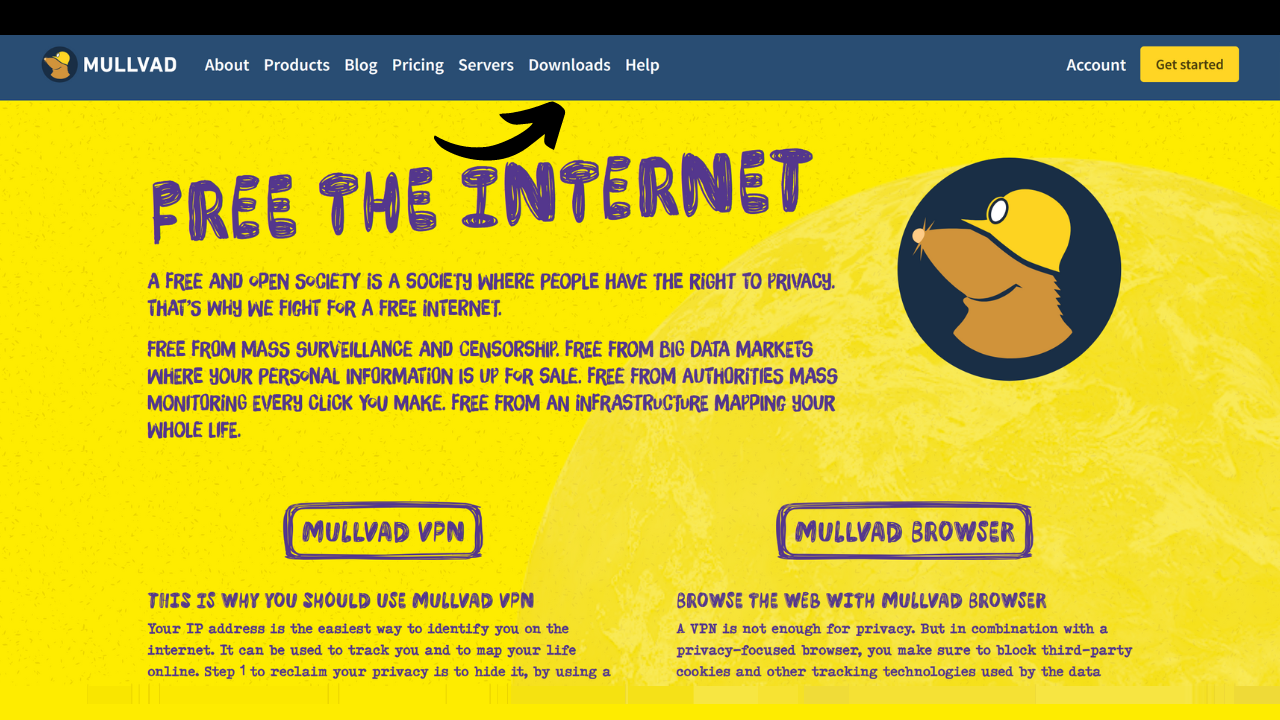 MULLVAD About Products Blog Pricing Servers Downloads Help Account Get started
FREE THE INTERNET
A FREE AND OPEN SOCIETY IS A SOCIETY WHERE PEOPLE HAVE THE RIGHT TO PRIVACY.
THAT'S WHY WE FIGHT FOR A FREE INTERNET.
FREE FROM MASS SURVEILLANCE AND CENSORSHIP. FREE FROM BIG DATA MARKETS
WHERE YOUR PERSONAL INFORMATION IS UP FOR SALE. FREE FROM AUTHORITIES MASS
MONITORING EVERY CLICK YOU MAKE. FREE FROM AN INFRASTRUCTURE MAPPING YOUR
WHOLE LIFE.
MULLVAD VPN
THIS IS WHY YOU SHOULD USE MULLVAD VPN
Your IP address is the easiest way to identify you on the
internet. It can be used to track you and to map your life
online. Step 1 to reclaim your privacy is to hide it, by using a
MULLVAD BROWSER
BROWSE THE WEB WITH MULLVAD BROWSER
A VPN is not enough for privacy. But in combination with a
privacy-focused browser, you make sure to block third-party
cookies and other tracking technologies used by the data